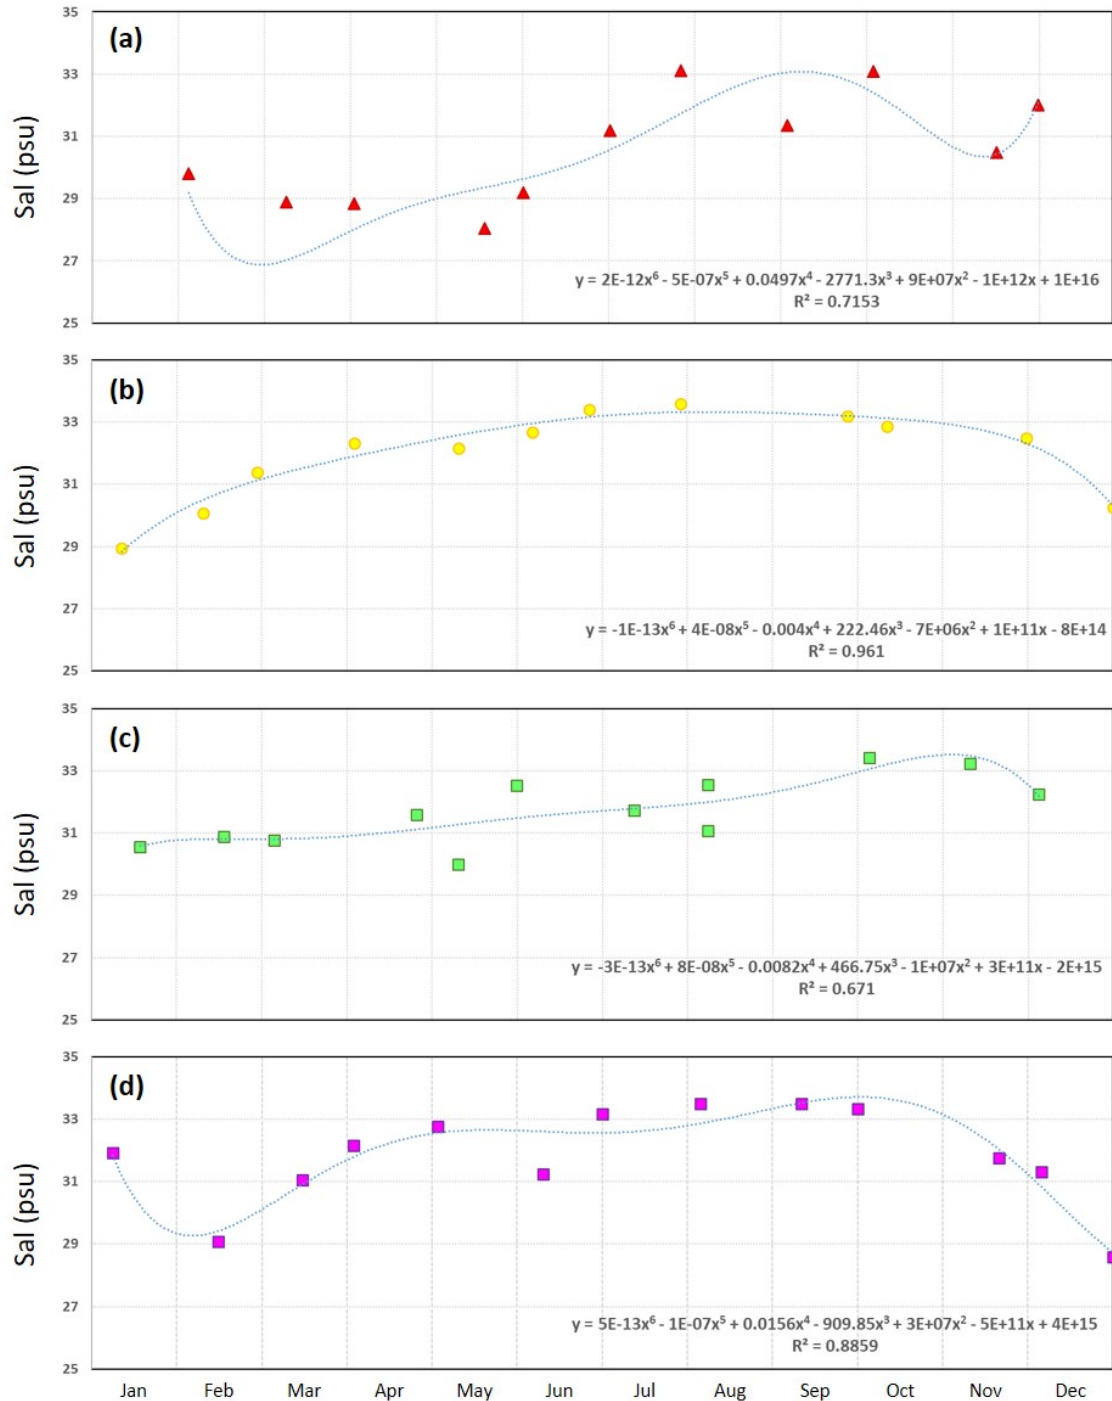 35
(a)
33
31
29
27
25
Sal (psu)
y = 2E-12x⁶ - 5E-07x⁵ + 0.0497x⁴ - 2771.3x³ + 9E+07x² - 1E+12x + 1E+16
R² = 0.7153
35
(b)
33
31
29
27
25
Sal (psu)
y = -1E-13x⁶ + 4E-08x⁵ - 0.004x⁴ + 222.46x³ - 7E+06x² + 1E+11x - 8E+14
R² = 0.961
35
(c)
33
31
29
27
25
Sal (psu)
y = -3E-13x⁶ + 8E-08x⁵ - 0.0082x⁴ + 466.75x³ - 1E+07x² + 3E+11x - 2E+15
R² = 0.671
35
(d)
33
31
29
27
25
Sal (psu)
y = 5E-13x⁶ - 1E-07x⁵ + 0.0156x⁴ - 909.85x³ + 3E+07x² - 5E+11x + 4E+15
R² = 0.8859
Jan Feb Mar Apr May Jun Jul Aug Sep Oct Nov Dec